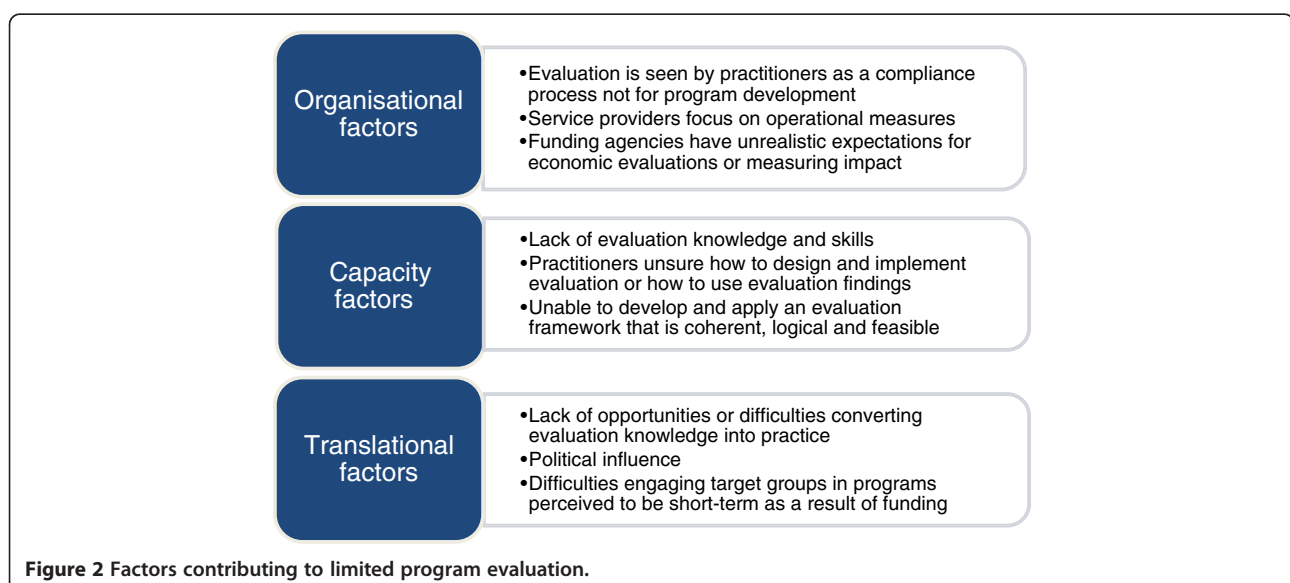 Organisational
factors
•Evaluation is seen by practitioners as a compliance
process not for program development
•Service providers focus on operational measures
•Funding agencies have unrealistic expectations for
economic evaluations or measuring impact
Capacity
factors
•Lack of evaluation knowledge and skills
•Practitioners unsure how to design and implement
evaluation or how to use evaluation findings
•Unable to develop and apply an evaluation
framework that is coherent, logical and feasible
Translational
factors
•Lack of opportunities or difficulties converting
evaluation knowledge into practice
•Political influence
•Difficulties engaging target groups in programs
perceived to be short-term as a result of funding
Figure 2 Factors contributing to limited program evaluation.